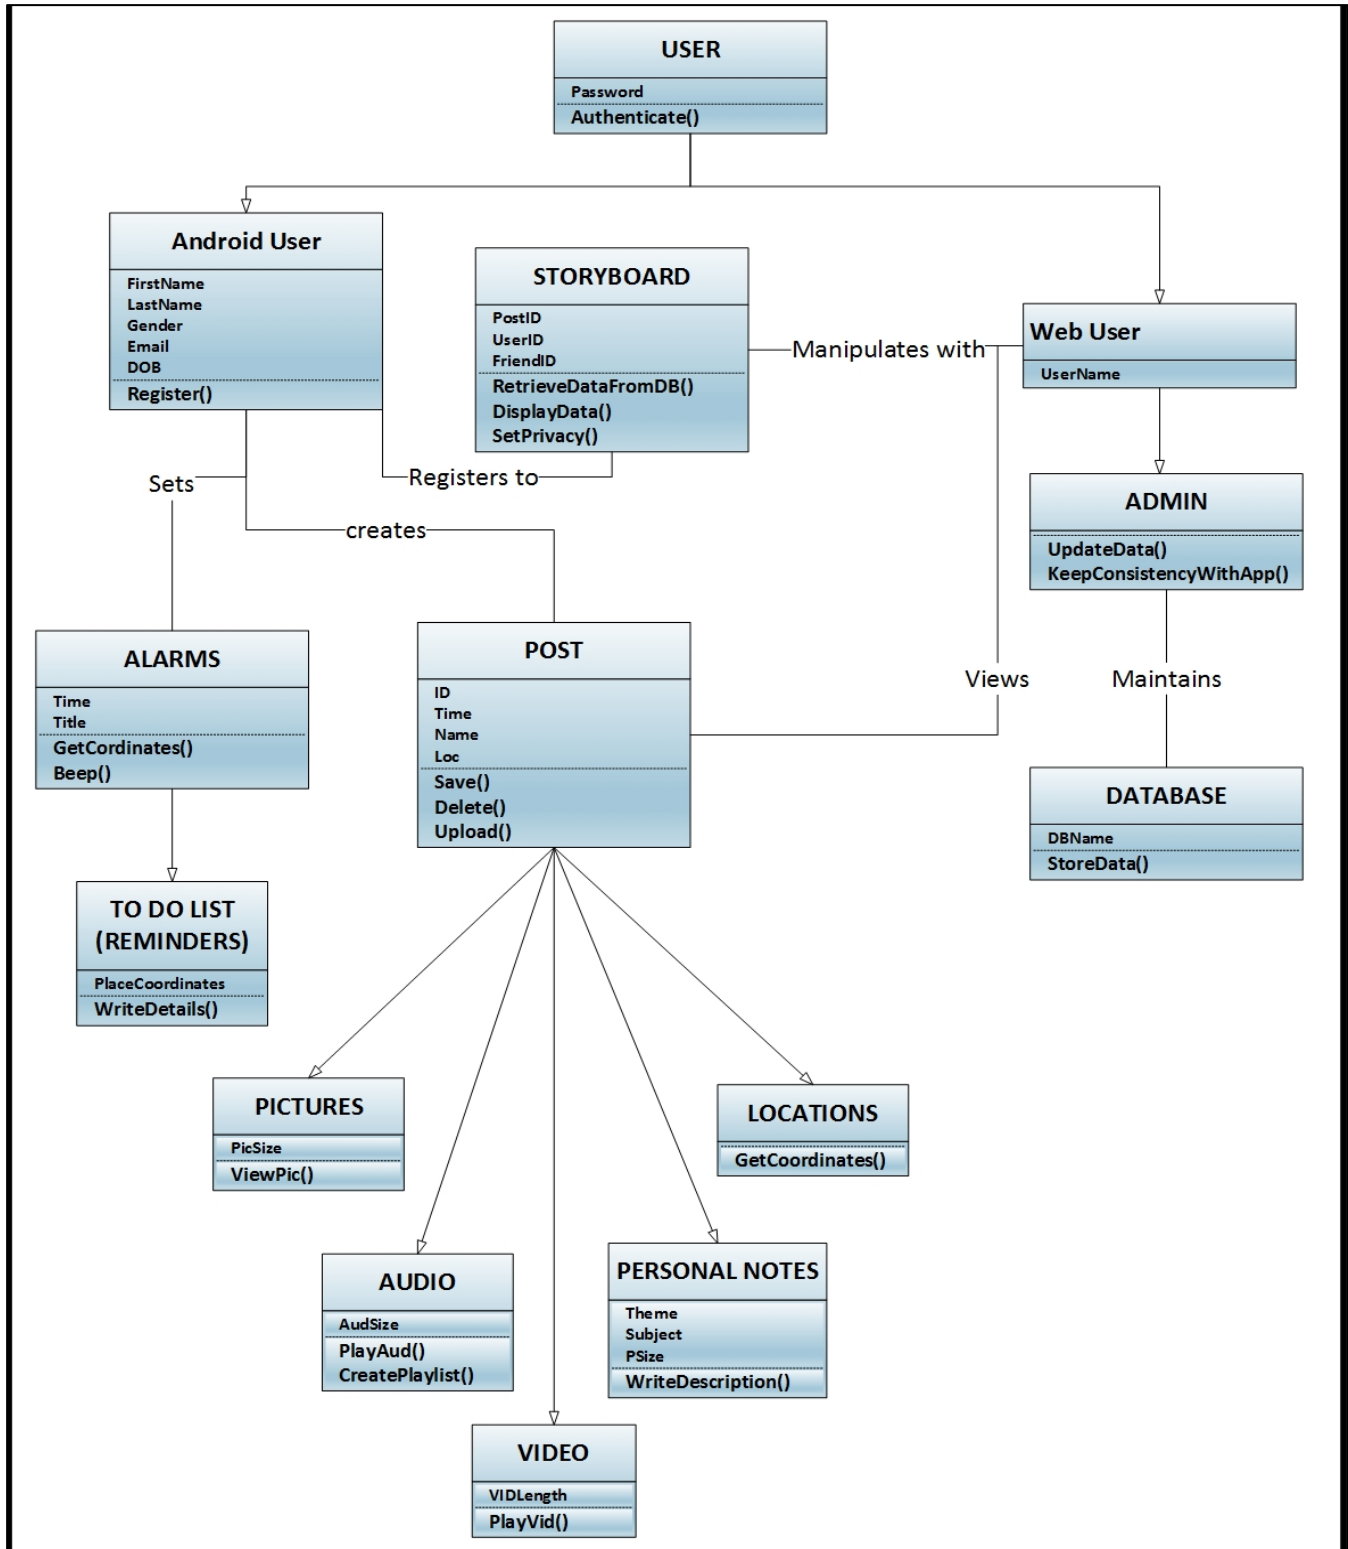 USER
Password
Authenticate()
Android User
FirstName
LastName
Gender
Email
DOB
Register()
STORYBOARD
PostID
UserID
FriendID
RetrieveDataFromDB()
DisplayData()
SetPrivacy()
Manipulates with
Web User
UserName
Sets
Registers to
creates
ADMIN
UpdateData()
KeepConsistencyWithApp()
ALARMS
Time
Title
GetCordinates()
Beep()
POST
ID
Time
Name
Loc
Save()
Delete()
Upload()
Views
Maintains
DATABASE
DBName
StoreData()
TO DO LIST
(REMINDERS)
PlaceCoordinates
WriteDetails()
PICTURES
PicSize
ViewPic()
LOCATIONS
GetCoordinates()
AUDIO
AudSize
PlayAud()
CreatePlaylist()
PERSONAL NOTES
Theme
Subject
PSize
WriteDescription()
VIDEO
VIDLength
PlayVid()